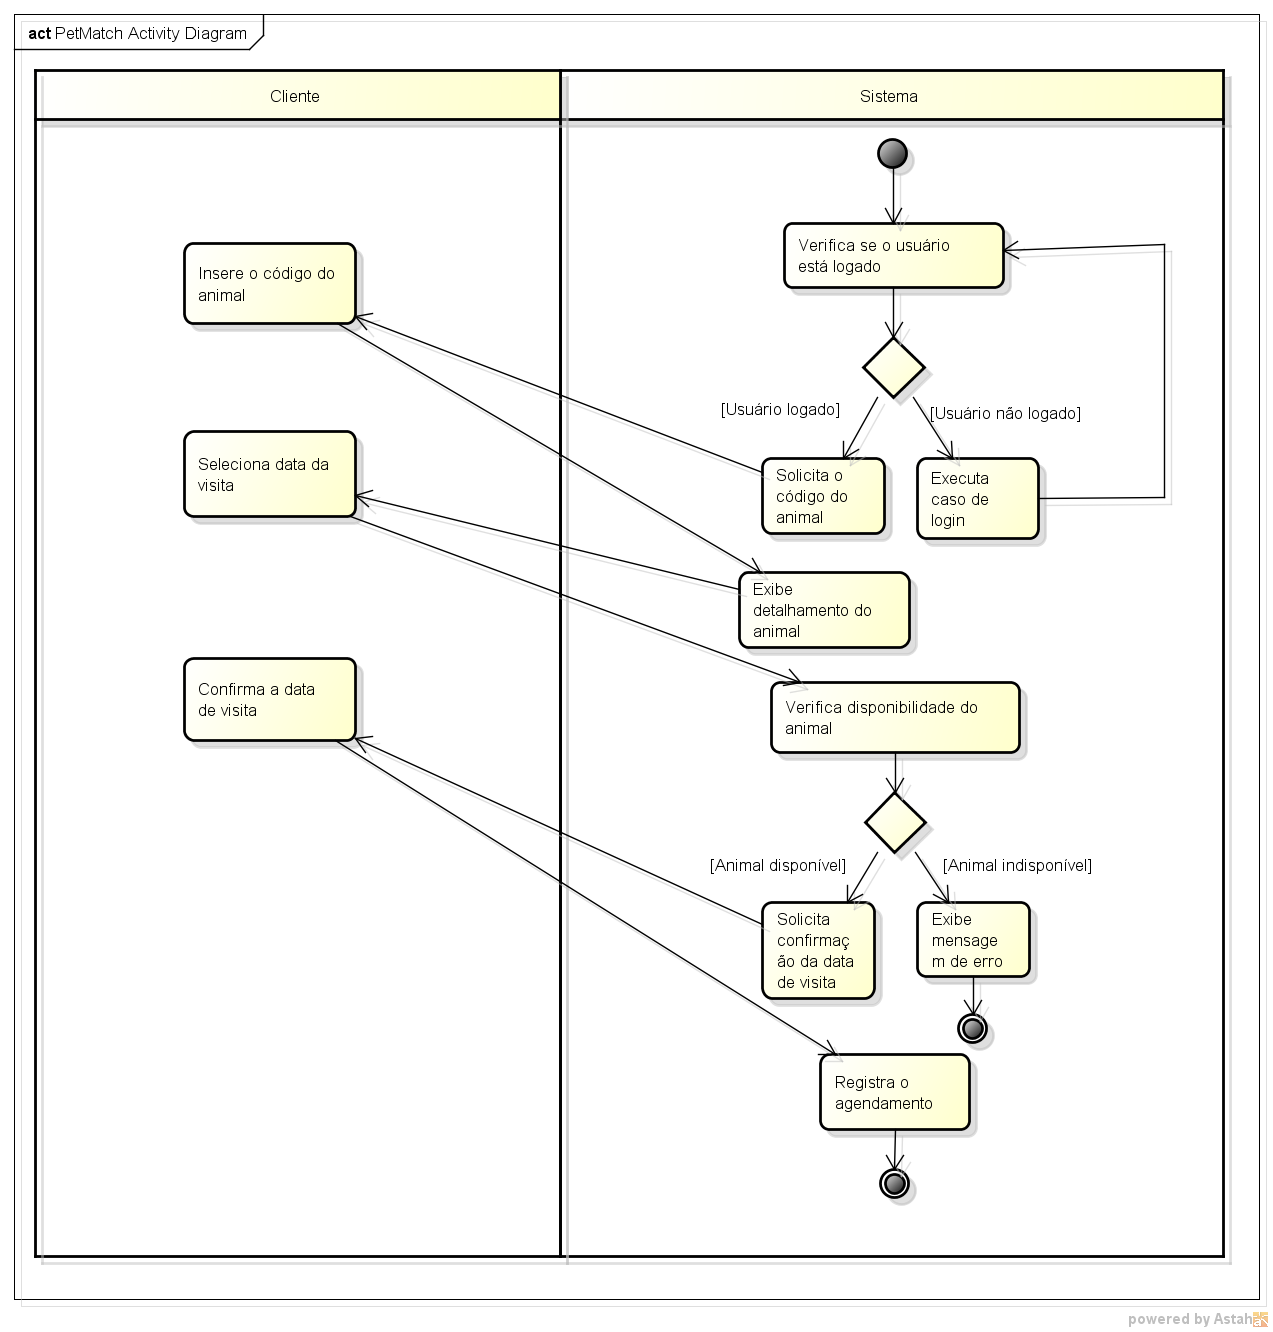 act PetMatch Activity Diagram
Cliente
Sistema
Verifica se o usuário
está logado
Insere o código do
animal
[Usuário logado]
[Usuário não logado]
Seleciona data da
visita
Solicita o
código do
animal
Executa
caso de
login
Exibe
detalhamento do
animal
Confirma a data
de visita
Verifica disponibilidade do
animal
[Animal disponível]
[Animal indisponível]
Solicita
confirmaç
ão da data
de visita
Exibe
mensage
m de erro
Registra o
agendamento
powered by Astah